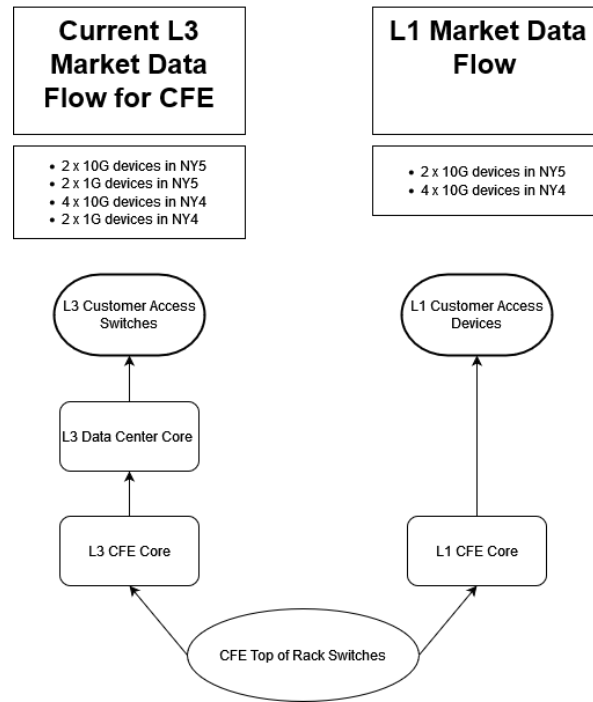 Current L3
Market Data
Flow for CFE
L1 Market Data
Flow
• 2 x 10G devices in NY5
• 2 x 1G devices in NY5
• 4 x 10G devices in NY4
• 2 x 1G devices in NY4
• 2 x 10G devices in NY5
• 4 x 10G devices in NY4
L3 Customer Access
Switches
L1 Customer Access
Devices
L3 Data Center Core
L3 CFE Core
L1 CFE Core
CFE Top of Rack Switches